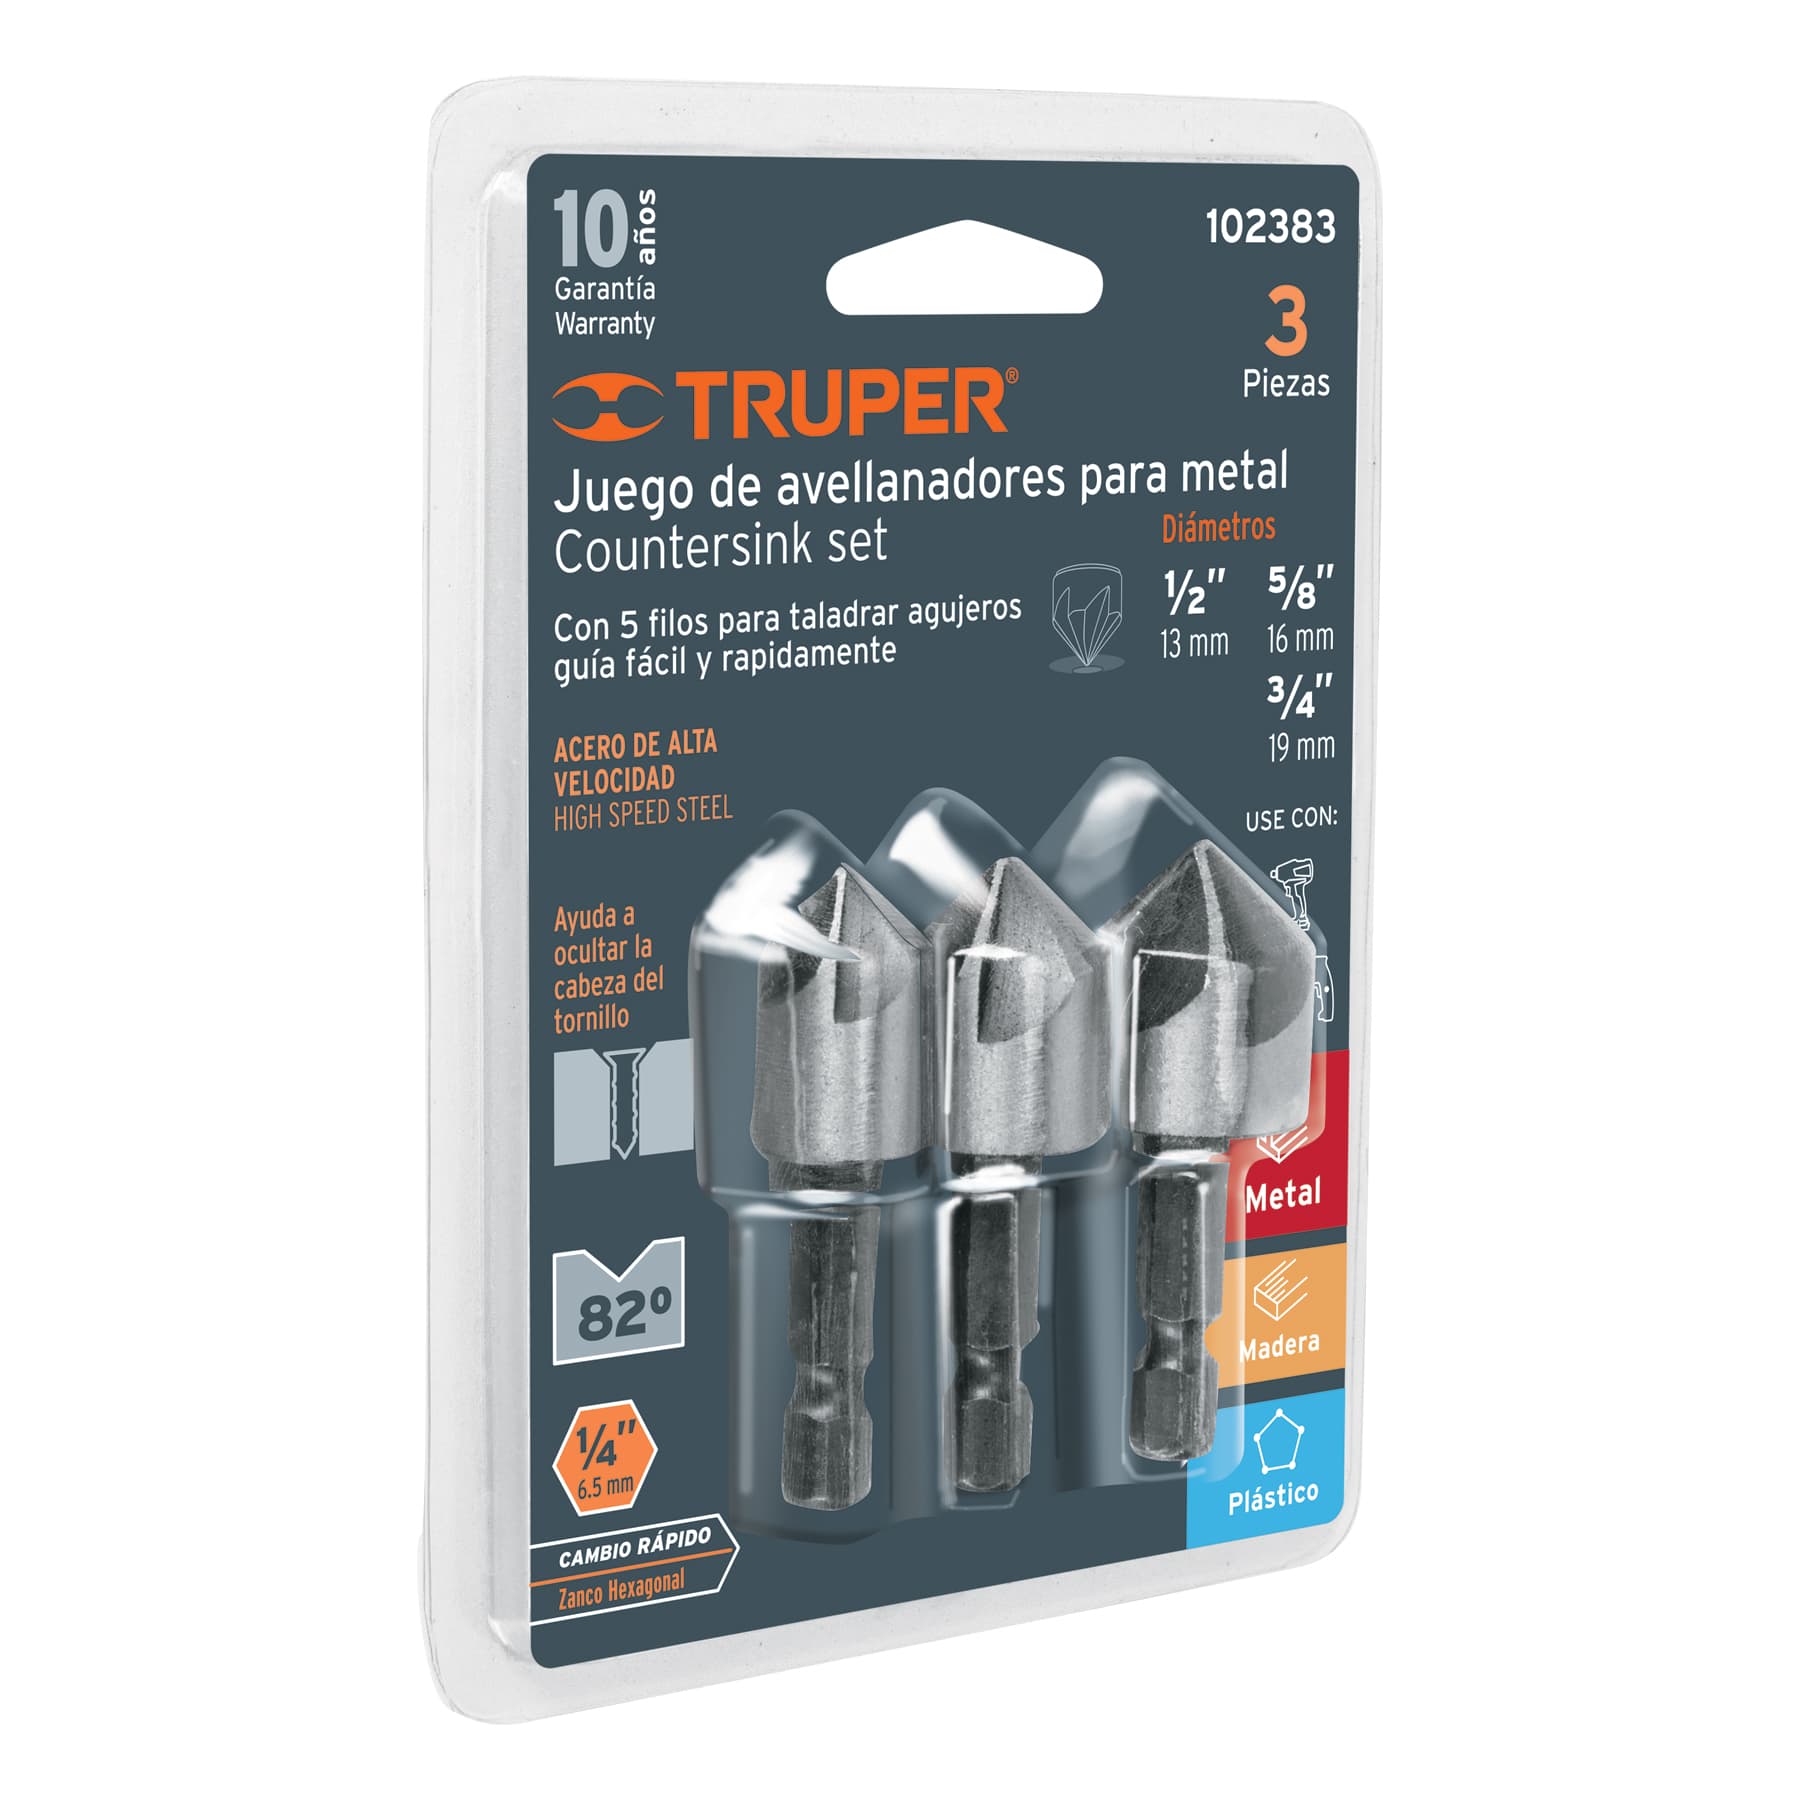 10 años
Garantía
Warranty
102383
3
Piezas
TRUPER®
Juego de avellanadores para metal
Countersink set
Con 5 filos para taladrar agujeros
guía fácil y rapidamente
Diámetros
1/2" 5/8"
13 mm 16 mm
3/4"
19 mm
ACERO DE ALTA
VELOCIDAD
HIGH SPEED STEEL
USE CON:
Ayuda a
ocultar la
cabeza del
tornillo
Metal
82º
Madera
1/4"
6.5 mm
Plástico
CAMBIO RÁPIDO
Zanco Hexagonal